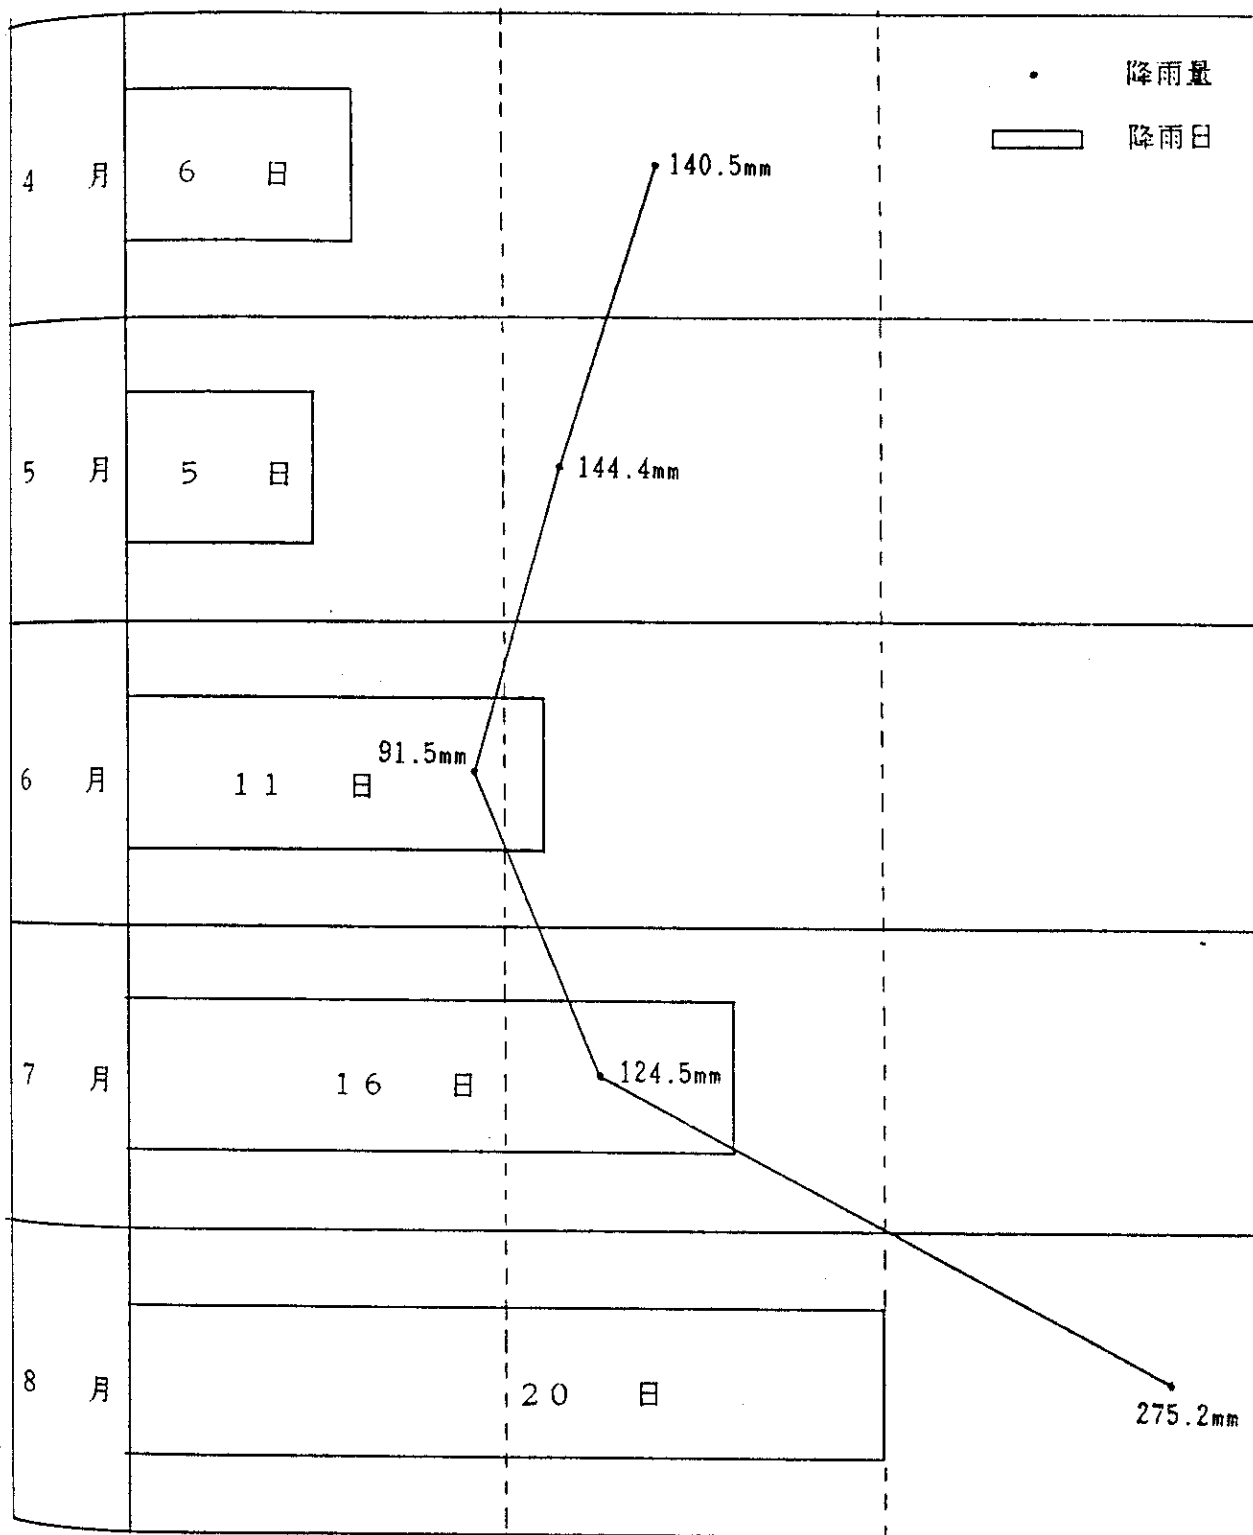 降雨量
降雨日
4 月 6 日 140.5mm
5 月 5 日 144.4mm
6 月 11 日 91.5mm
7 月 16 日 124.5mm
8 月 20 日 275.2mm